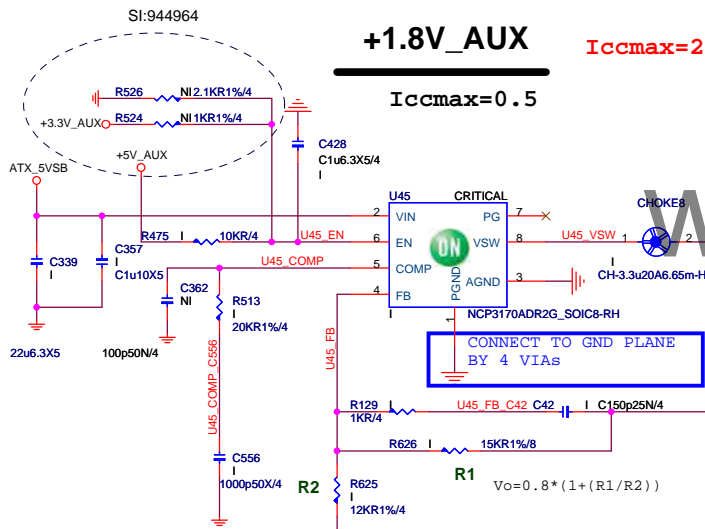 SI:944964
+1.8V_AUX
Iccmax=2
Iccmax=0.5
R526
NI
2.1KR1%/4
+3.3V_AUX
R524
NI
1KR1%/4
C428
C1u6.3X5/4
I
ATX_5VSB
+5V_AUX
U45
CRITICAL
CHOKE8
W
2
VIN
PG
7
R475
I
10KR/4
U45_EN
6
EN
ON
VSW
8
U45_VSW
1
2
C339
I
C357
I
C1u10X5
U45_COMP
5
COMP
PGND
AGND
3
CH-3.3u20A6.65m-H
C362
NI
R513
I
20KR1%/4
4
FB
1
I
NCP3170ADR2G_SOIC8-RH
22u6.3X5
100p50N/4
U45_FB
CONNECT TO GND PLANE
BY 4 VIAs
U45_COMP_C556
R129
I
1KR/4
U45_FB_C42
C42
I
C150p25N/4
R626
I
15KR1%/8
C556
I
1000p50X/4
R2
R625
I
12KR1%/4
R1
Vo=0.8*(1+(R1/R2))